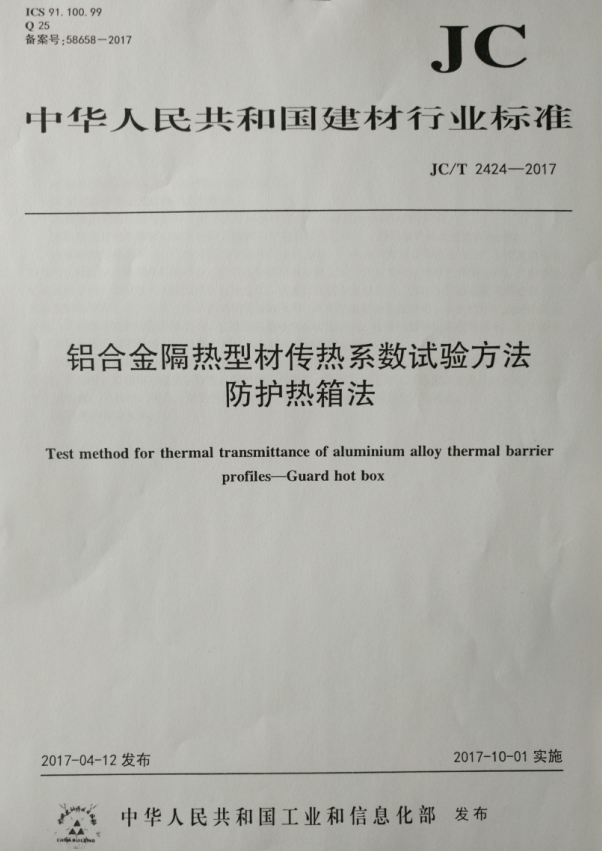 ICS 91.100.99
Q 25
备案号:58658-2017
JC
中华人民共和国建材行业标准
JC/T 2424—2017
铝合金隔热型材传热系数试验方法
防护热箱法
Test method for thermal transmittance of aluminium alloy thermal barrier
profiles—Guard hot box
2017-04-12 发布
2017-10-01 实施
中华人民共和国工业和信息化部 发布